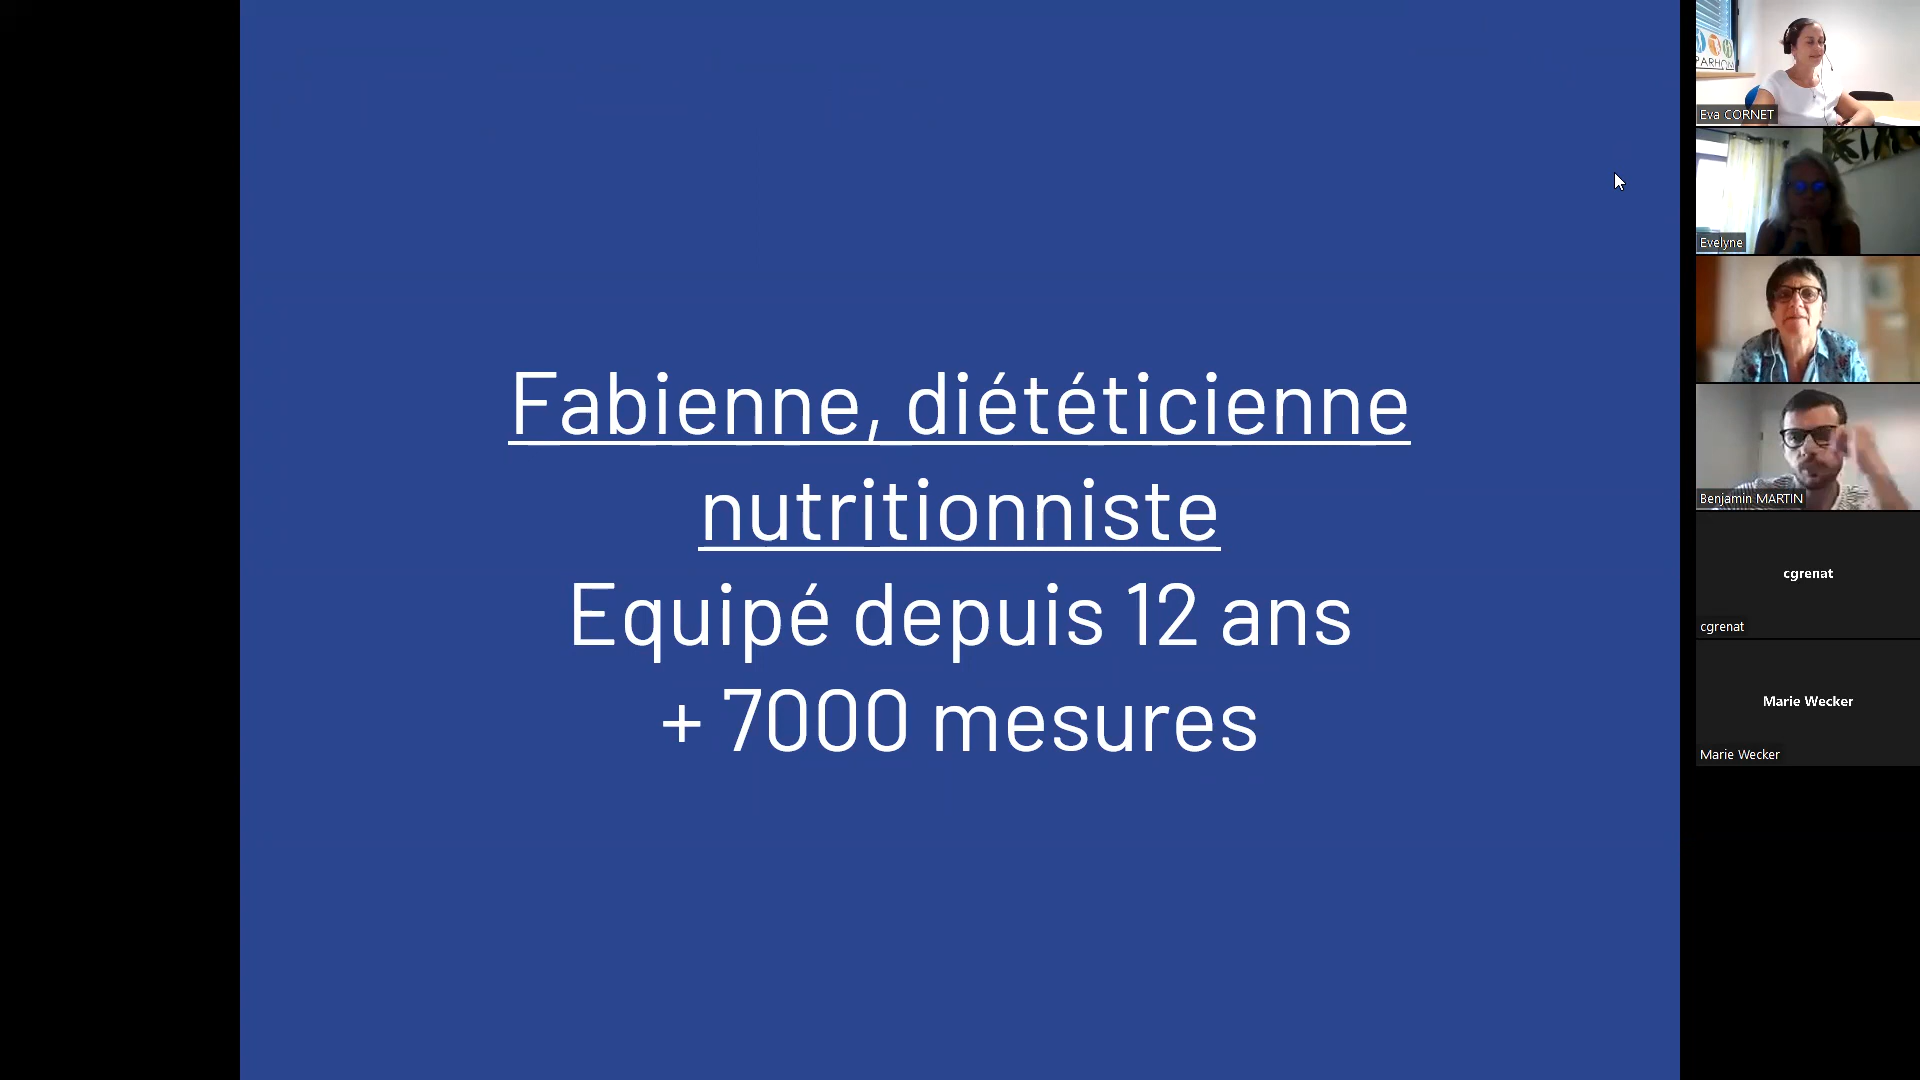 Fabienne, diététicienne
nutritionniste
Equipé depuis 12 ans
+ 7000 mesures
Eva CORNET
Evelyne
Benjamin MARTIN
cgrenat
cgrenat
Marie Wecker
Marie Wecker